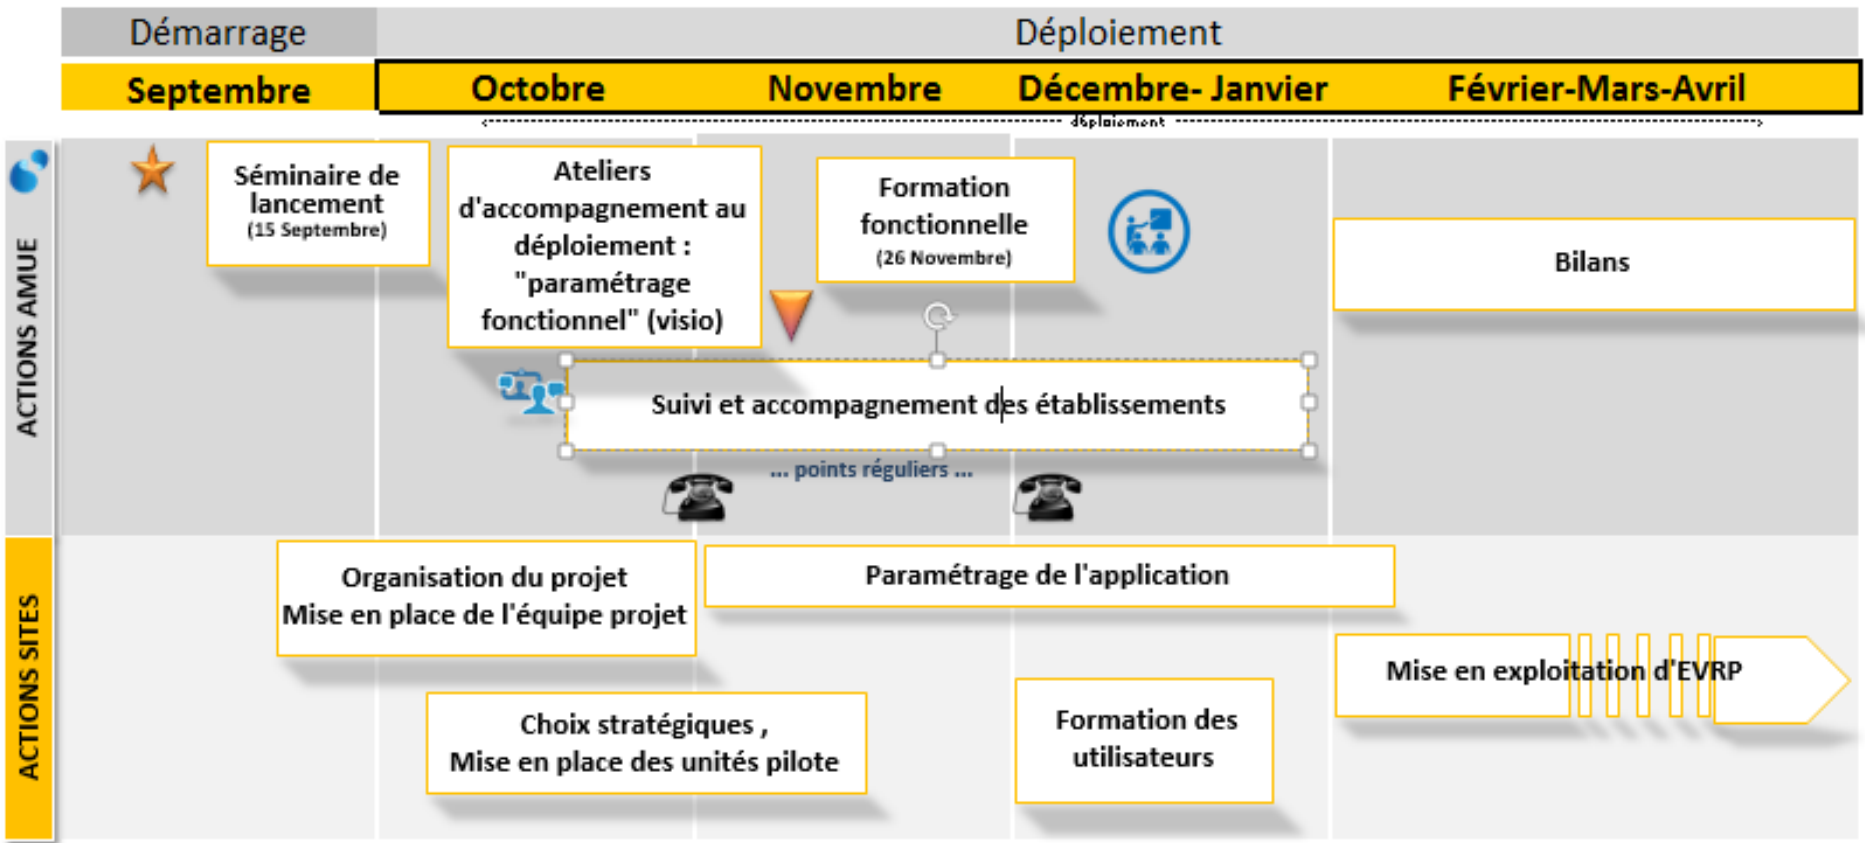 Démarrage
Déploiement
Septembre
Octobre
Novembre
Décembre- Janvier
Février-Mars-Avril
déploiement
ACTIONS AMUE
Séminaire de
lancement
(15 Septembre)
Ateliers
d'accompagnement au
déploiement :
"paramétrage
fonctionnel" (visio)
Formation
fonctionnelle
(26 Novembre)
Bilans
Suivi et accompagnement des établissements
... points réguliers ...
ACTIONS SITES
Organisation du projet
Mise en place de l'équipe projet
Paramétrage de l'application
Choix stratégiques ,
Mise en place des unités pilote
Formation des
utilisateurs
Mise en exploitation d'EVRP